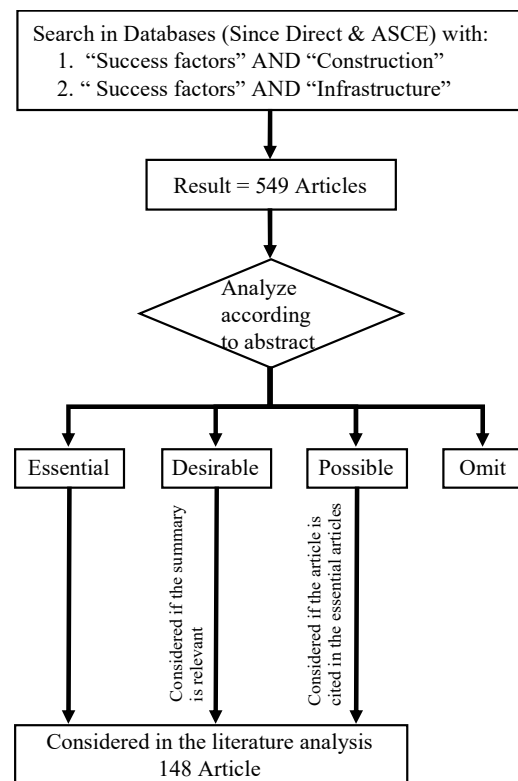 Search in Databases (Since Direct & ASCE) with:
1. “Success factors” AND “Construction”
2. “ Success factors” AND “Infrastructure”
Result = 549 Articles
Analyze
according
to abstract
Essential
Desirable
Possible
Omit
Considered if the summary
is relevant
Considered if the article is
cited in the essential articles
Considered in the literature analysis
148 Article